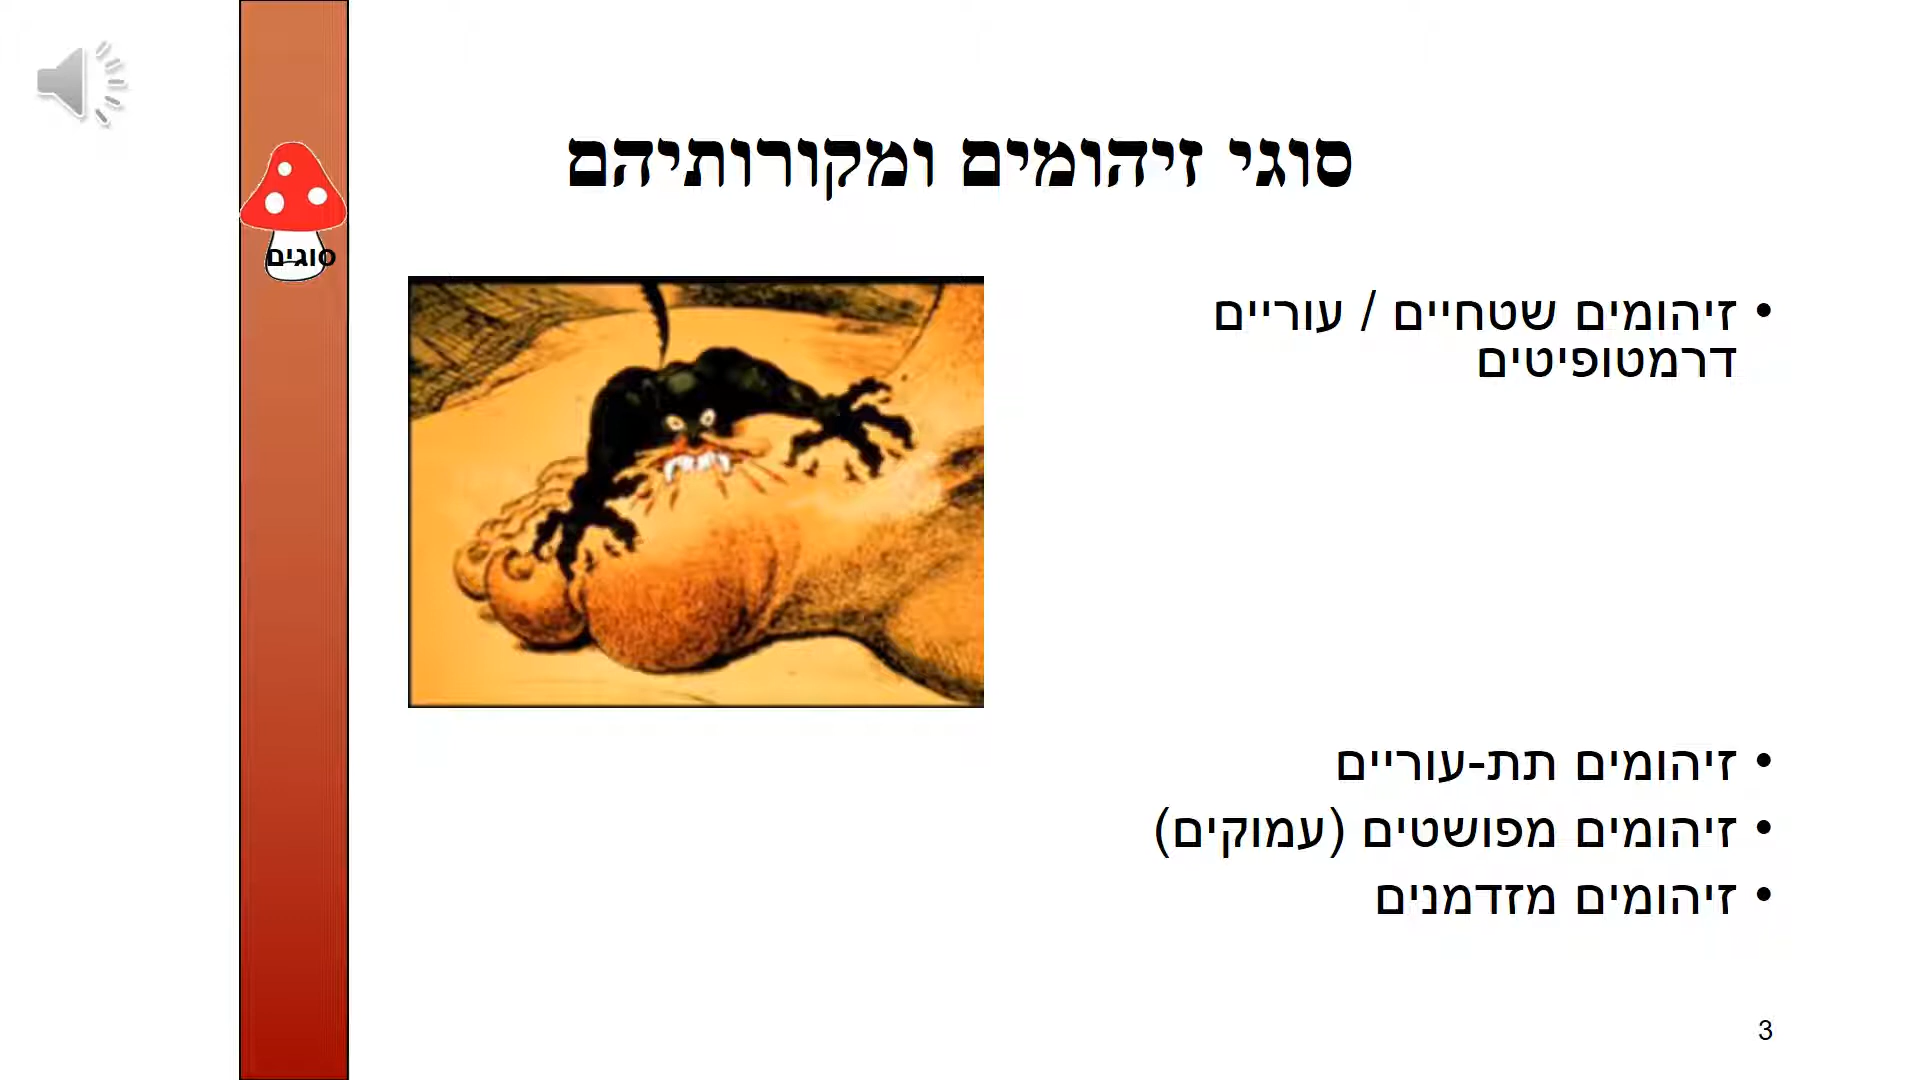 סוגי זיהומים ומקורותיהם
סוגים
• זיהומים שטחיים / עוריים
דרמטופיטים
• זיהומים תת-עוריים
• זיהומים מפושטים (עמוקים)
• זיהומים מזדמנים
3